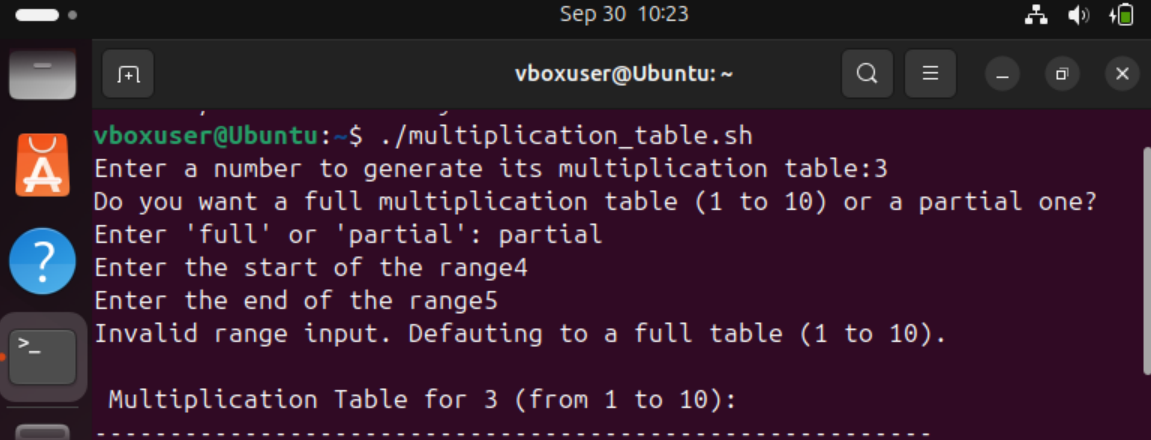 Sep 30 10:23
vboxuser@Ubuntu: ~
vboxuser@Ubuntu:~$ ./multiplication_table.sh
Enter a number to generate its multiplication table:3
Do you want a full multiplication table (1 to 10) or a partial one?
Enter 'full' or 'partial': partial
Enter the start of the range4
Enter the end of the range5
Invalid range input. Defauting to a full table (1 to 10).
Multiplication Table for 3 (from 1 to 10):
--------------------------------------------------------